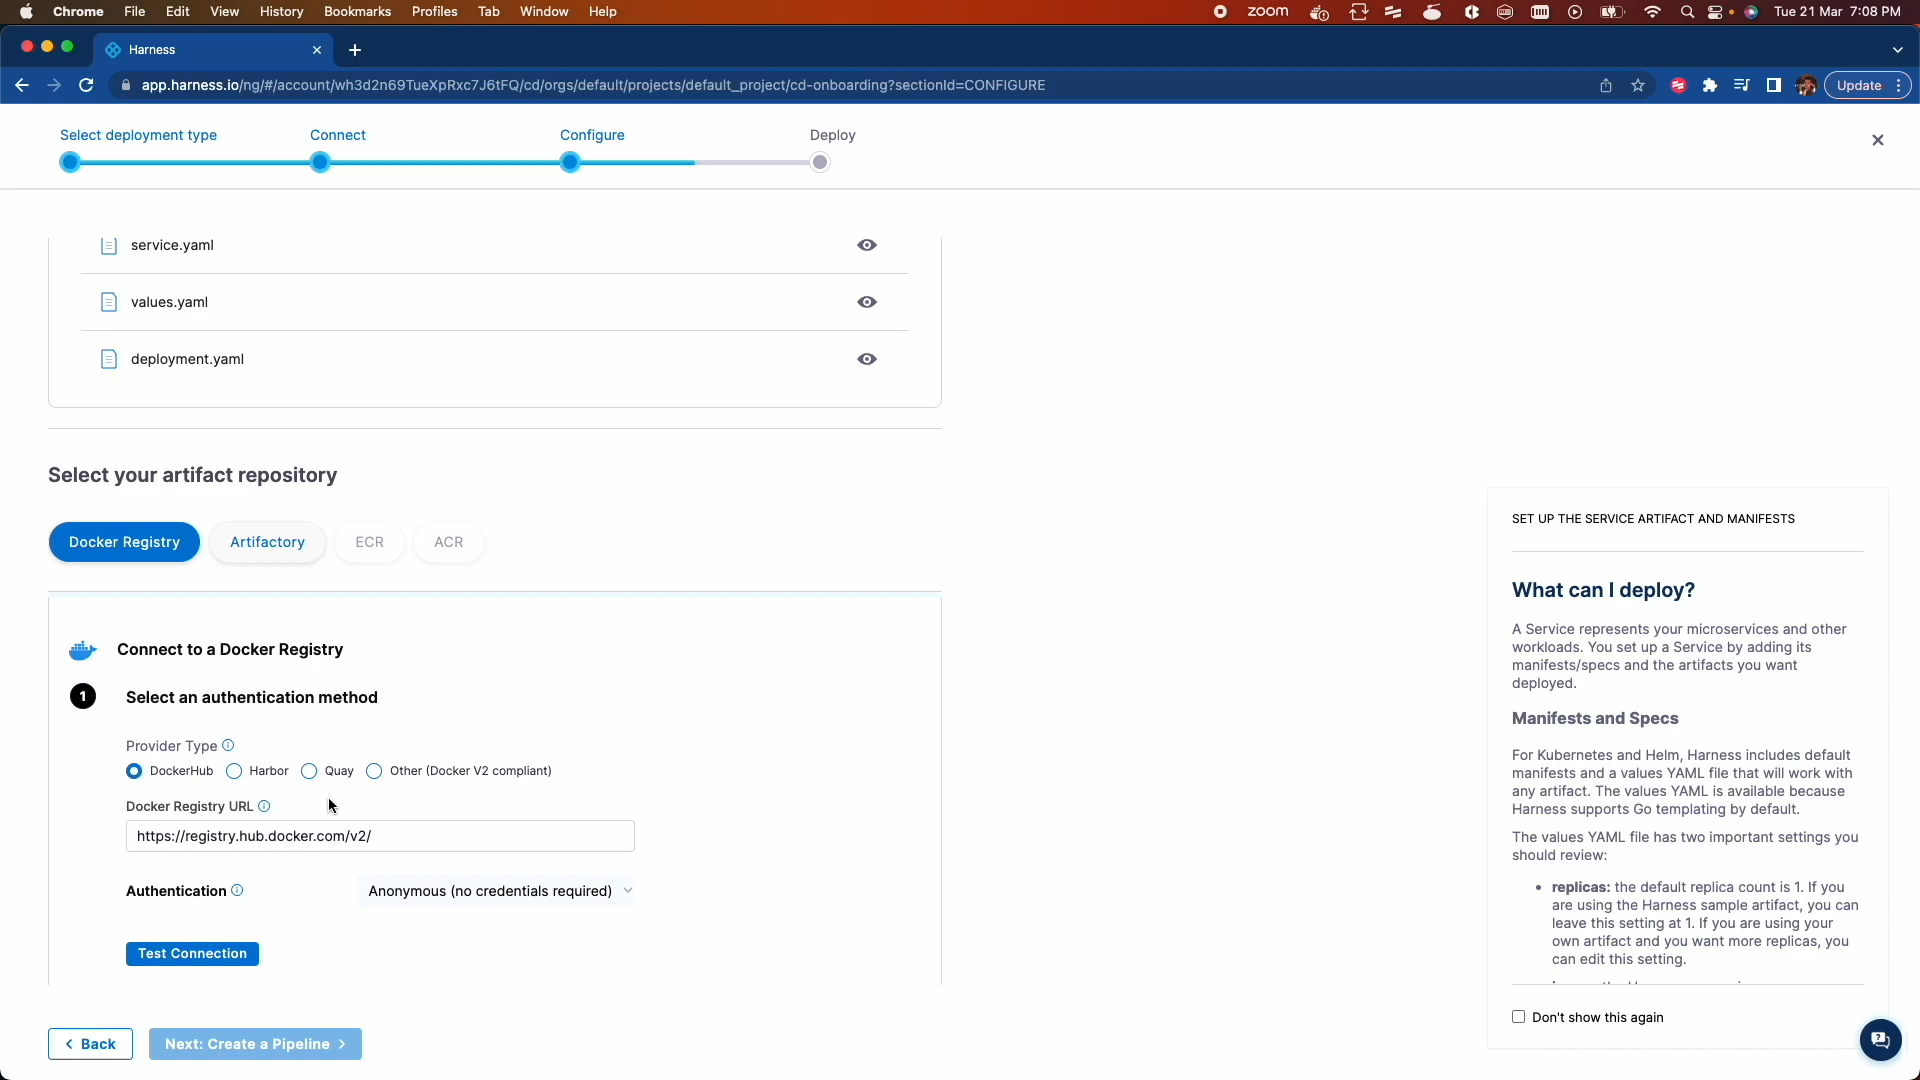 Chrome File Edit View History Bookmarks Profiles Tab Window Help
zoom
Tue 21 Mar 7:08 PM
Harness
app.harness.io/ng/#/account/wh3d2n69TueXpRxc7J6tFQ/cd/orgs/default/projects/default_project/cd-onboarding?sectionId=CONFIGURE
Update
Select deployment type
Connect
Configure
Deploy
service.yaml
values.yaml
deployment.yaml
Select your artifact repository
Docker Registry
Artifactory
ECR
ACR
Connect to a Docker Registry
1
Select an authentication method
Provider Type
DockerHub
Harbor
Quay
Other (Docker V2 compliant)
Docker Registry URL
https://registry.hub.docker.com/v2/
Authentication
Anonymous (no credentials required)
Test Connection
Back
Next: Create a Pipeline
SET UP THE SERVICE ARTIFACT AND MANIFESTS
What can I deploy?
A Service represents your microservices and other
workloads. You set up a Service by adding its
manifests/specs and the artifacts you want
deployed.
Manifests and Specs
For Kubernetes and Helm, Harness includes default
manifests and a values YAML file that will work with
any artifact. The values YAML is available because
Harness supports Go templating by default.
The values YAML file has two important settings you
should review:
• replicas: the default replica count is 1. If you
are using the Harness sample artifact, you can
leave this setting at 1. If you are using your
own artifact and you want more replicas, you
can edit this setting.
Don't show this again